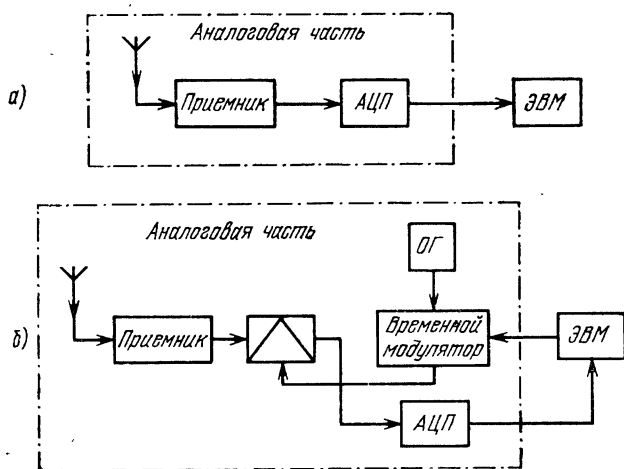 Аналоговая часть
а)
Приемник
АЦП
ЭВМ
Аналоговая часть
ОГ
б)
Приемник
Временной
модулятор
ЭВМ
АЦП